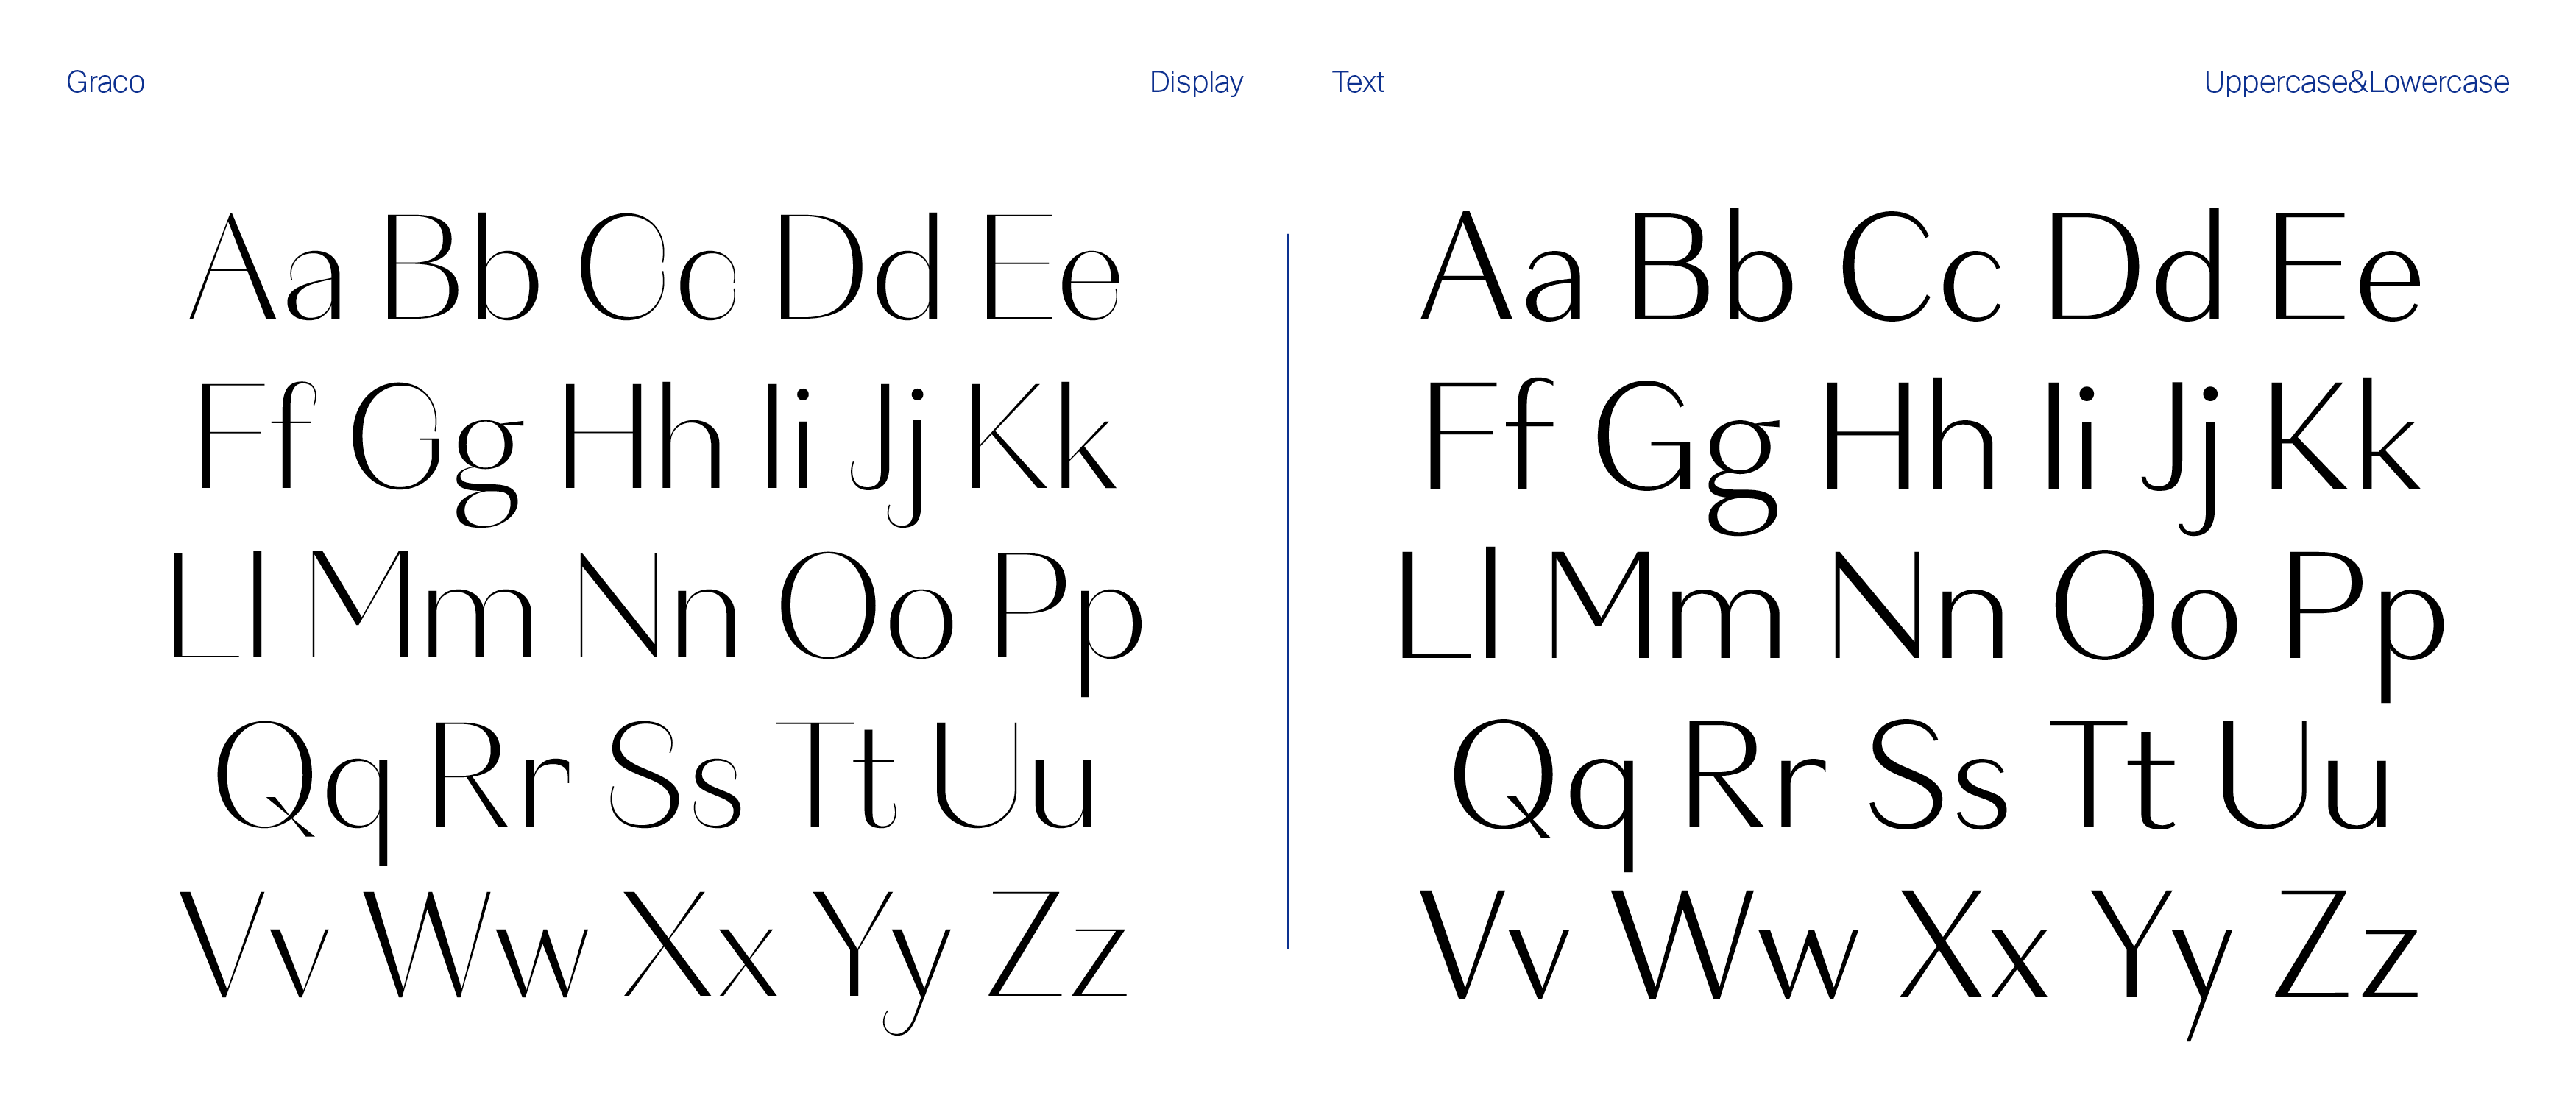 Graco Display Text Uppercase&Lowercase
Aa Bb Cc Dd Ee
Ff Gg Hh Ii Jj Kk
Ll Mm Nn Oo Pp
Qq Rr Ss Tt Uu
Vv Ww Xx Yy Zz
Aa Bb Cc Dd Ee
Ff Gg Hh Ii Jj Kk
Ll Mm Nn Oo Pp
Qq Rr Ss Tt Uu
Vv Ww Xx Yy Zz